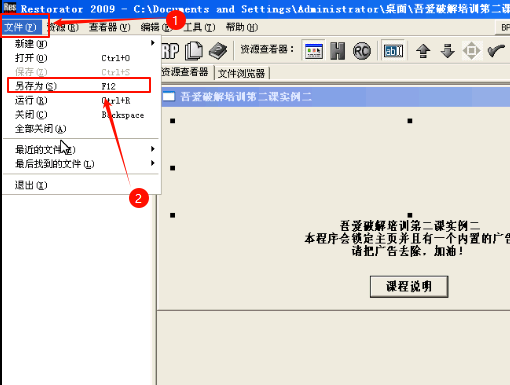 Res Restorator 2009 - C:\Documents and Settings\Administrator\桌面\吾爱破解培训第二课
文件(F) 资源(R) 查看器(V) 编辑(E) 工具(T) 帮助(H)
1
新建(N)
打开(O) Ctrl+O
保存(S) Ctrl+S
另存为(S) F12
运行(R) Ctrl+R
关闭(C) Backspace
全部关闭(A)
最近的文件
最后找到的文件(L)
退出(X)
2
RP 资源查看器: H RC ab
资源查看器 文件浏览器
吾爱破解培训第二课实例二
吾爱破解培训第二课实例二
本程序会锁定主页并且有一个内置的广告
请把广告去除,加油!
课程说明